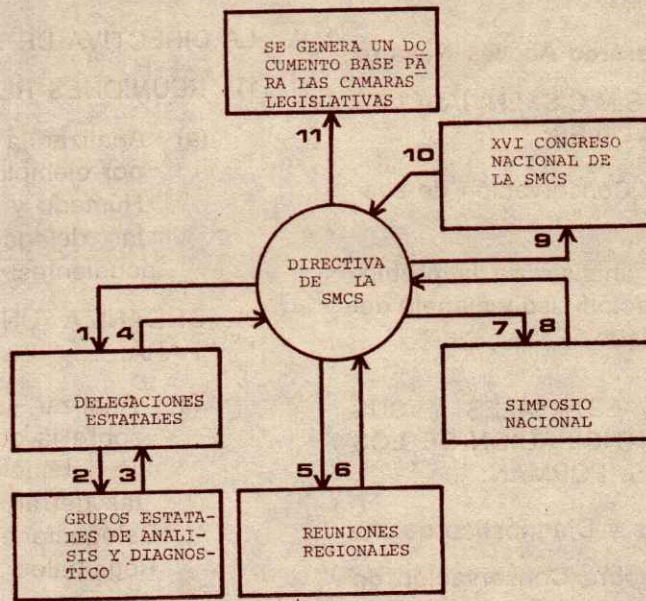 SE GENERA UN DO
CUMENTO BASE PA
RA LAS CAMARAS
LEGISLATIVAS
11
10
XVI CONGRESO
NACIONAL DE
LA SMCS
9
DIRECTIVA
DE LA
SMCS
1
4
7
8
DELEGACIONES
ESTATALES
SIMPOSIO
NACIONAL
2
3
5
6
GRUPOS ESTATA-
LES DE ANALI-
SIS Y DIAGNOS-
TICO
REUNIONES
REGIONALES